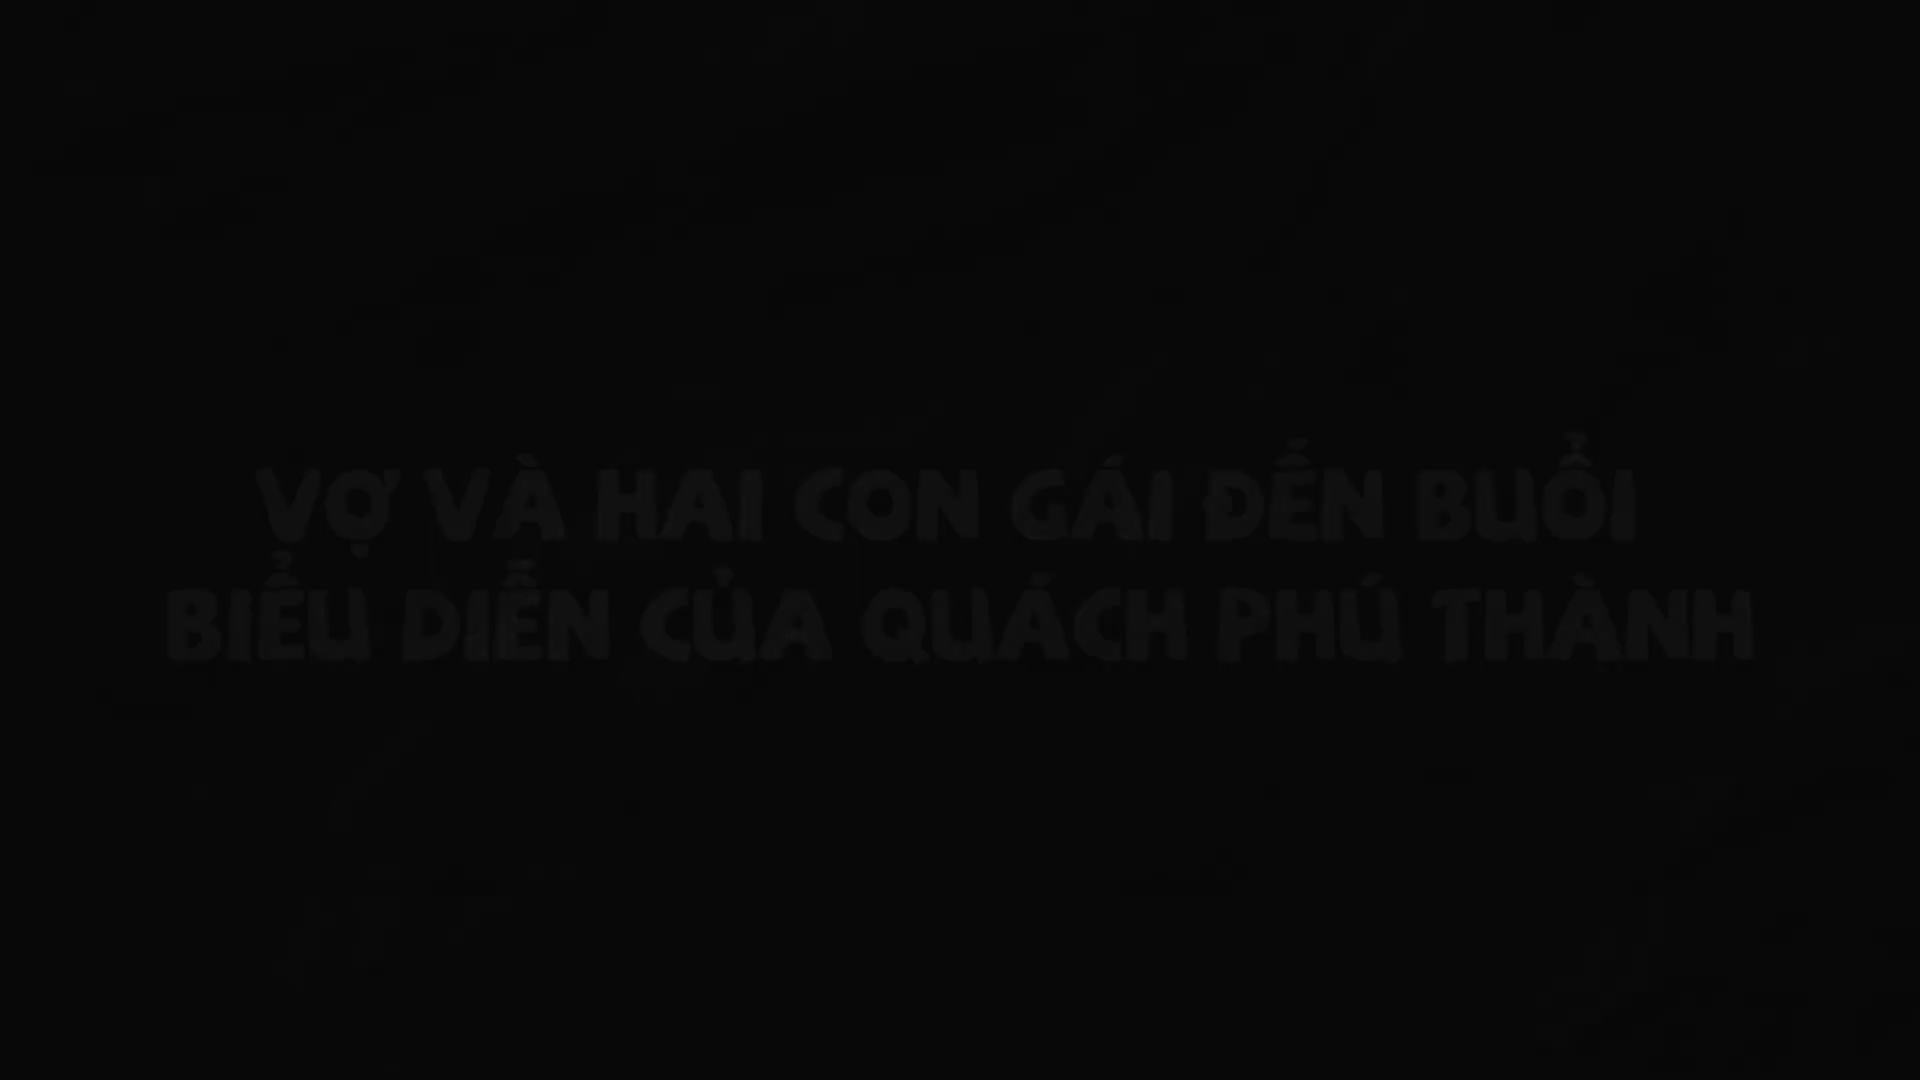 VỢ VÀ HAI CON GÁI ĐẾN BUỔI
BIỂU DIỄN CỦA QUÁCH PHÚ THÀNH